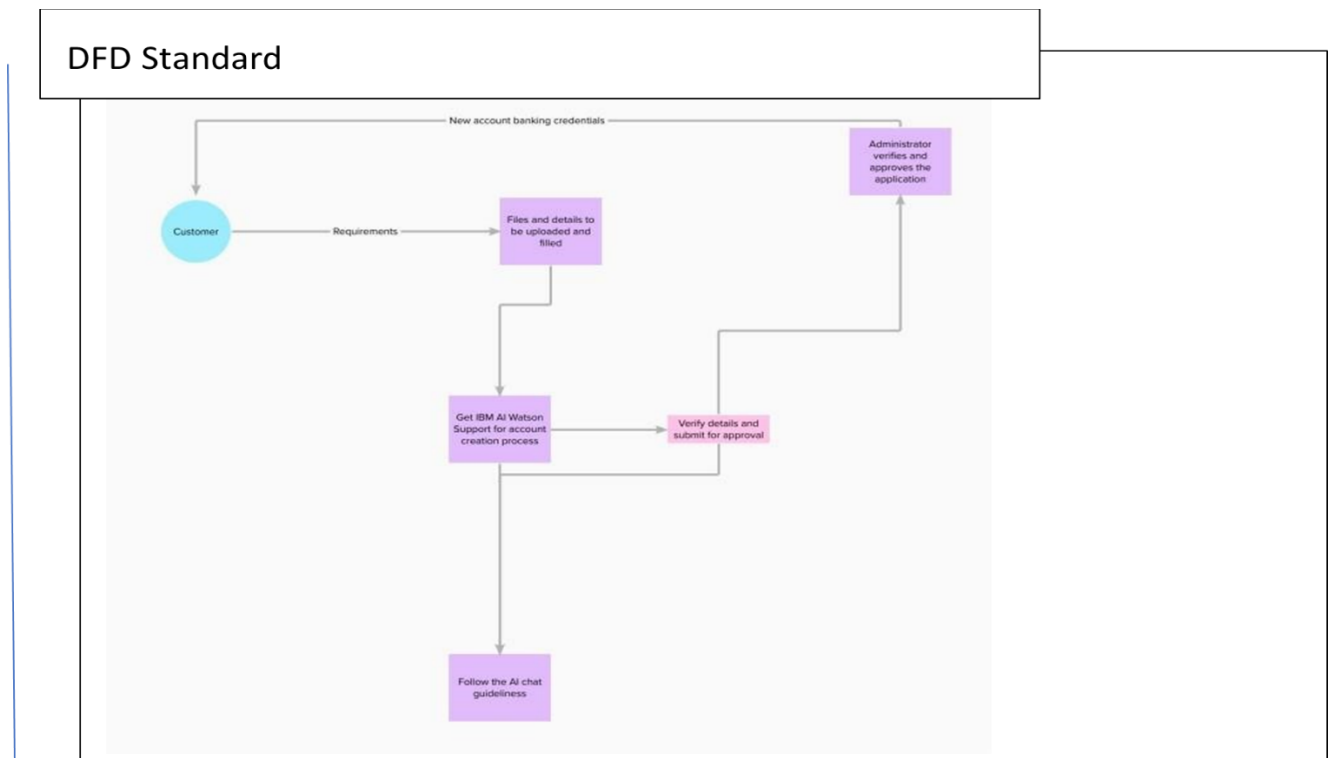 DFD Standard
New account banking credentials
Administrator
verifies and
approves the
application
Customer
Requirements
Files and details to
be uploaded and
filled
Get IBM AI Watson
Support for account
creation process
Verify details and
submit for approval
Follow the AI chat
guideliness